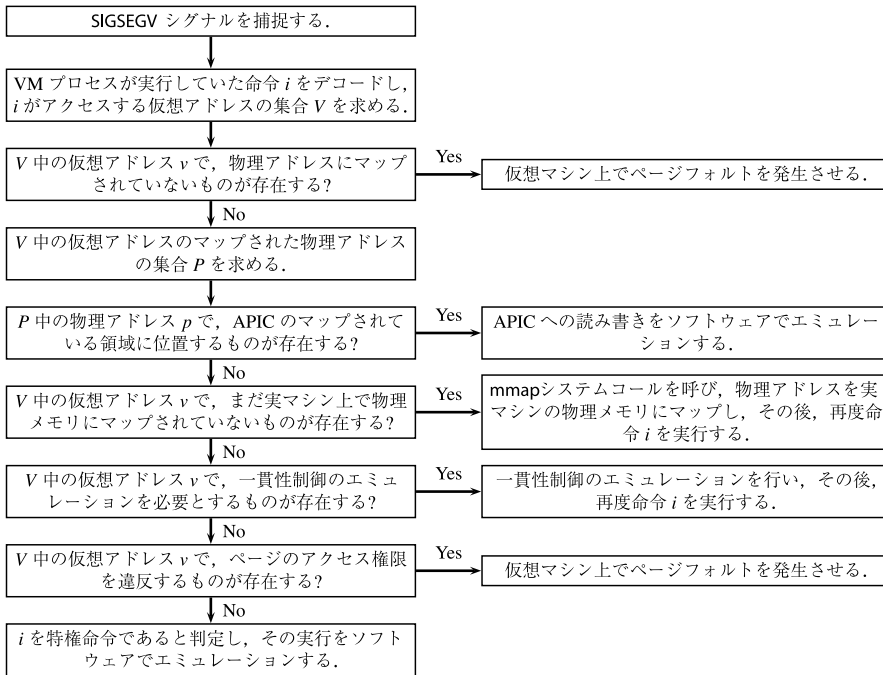 SIGSEGV シグナルを捕捉する．
VM プロセスが実行していた命令 i をデコードし，
i がアクセスする仮想アドレスの集合 V を求める．
V 中の仮想アドレス v で，物理アドレスにマップ
されていないものが存在する?
Yes
仮想マシン上でページフォルトを発生させる．
No
V 中の仮想アドレスのマップされた物理アドレス
の集合 P を求める．
P 中の物理アドレス p で，APIC のマップされて
いる領域に位置するものが存在する?
Yes
APIC への読み書きをソフトウェアでエミュレー
ションする．
No
V 中の仮想アドレス v で，まだ実マシン上で物理
メモリにマップされていないものが存在する?
Yes
mmapシステムコールを呼び，物理アドレスを実
マシンの物理メモリにマップし，その後，再度命
令 i を実行する．
No
V 中の仮想アドレス v で，一貫性制御のエミュ
レーションを必要とするものが存在する?
Yes
一貫性制御のエミュレーションを行い，その後，
再度命令 i を実行する．
No
V 中の仮想アドレス v で，ページのアクセス権限
を違反するものが存在する?
Yes
仮想マシン上でページフォルトを発生させる．
No
i を特権命令であると判定し，その実行をソフト
ウェアでエミュレーションする．